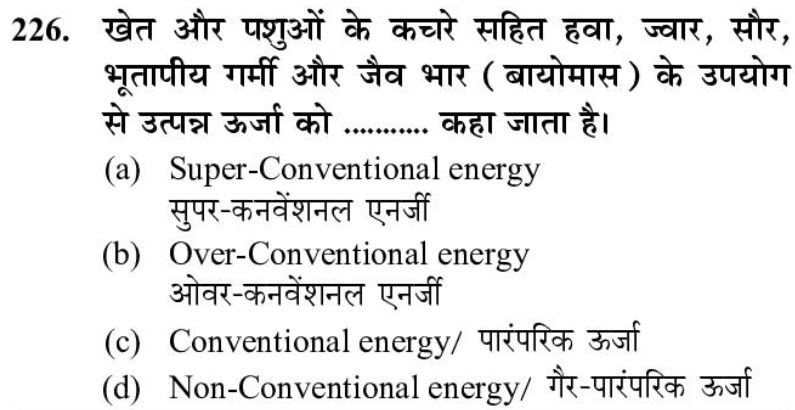 226. खेत और पशुओं के कचरे सहित हवा, ज्वार, सौर,
भूतापीय गर्मी और जैव भार ( बायोमास ) के उपयोग
से उत्पन्न ऊर्जा को ........... कहा जाता है।
(a) Super-Conventional energy
सुपर-कनवेंशनल एनर्जी
(b) Over-Conventional energy
ओवर-कनवेंशनल एनर्जी
(c) Conventional energy/ पारंपरिक ऊर्जा
(d) Non-Conventional energy/ गैर-पारंपरिक ऊर्जा